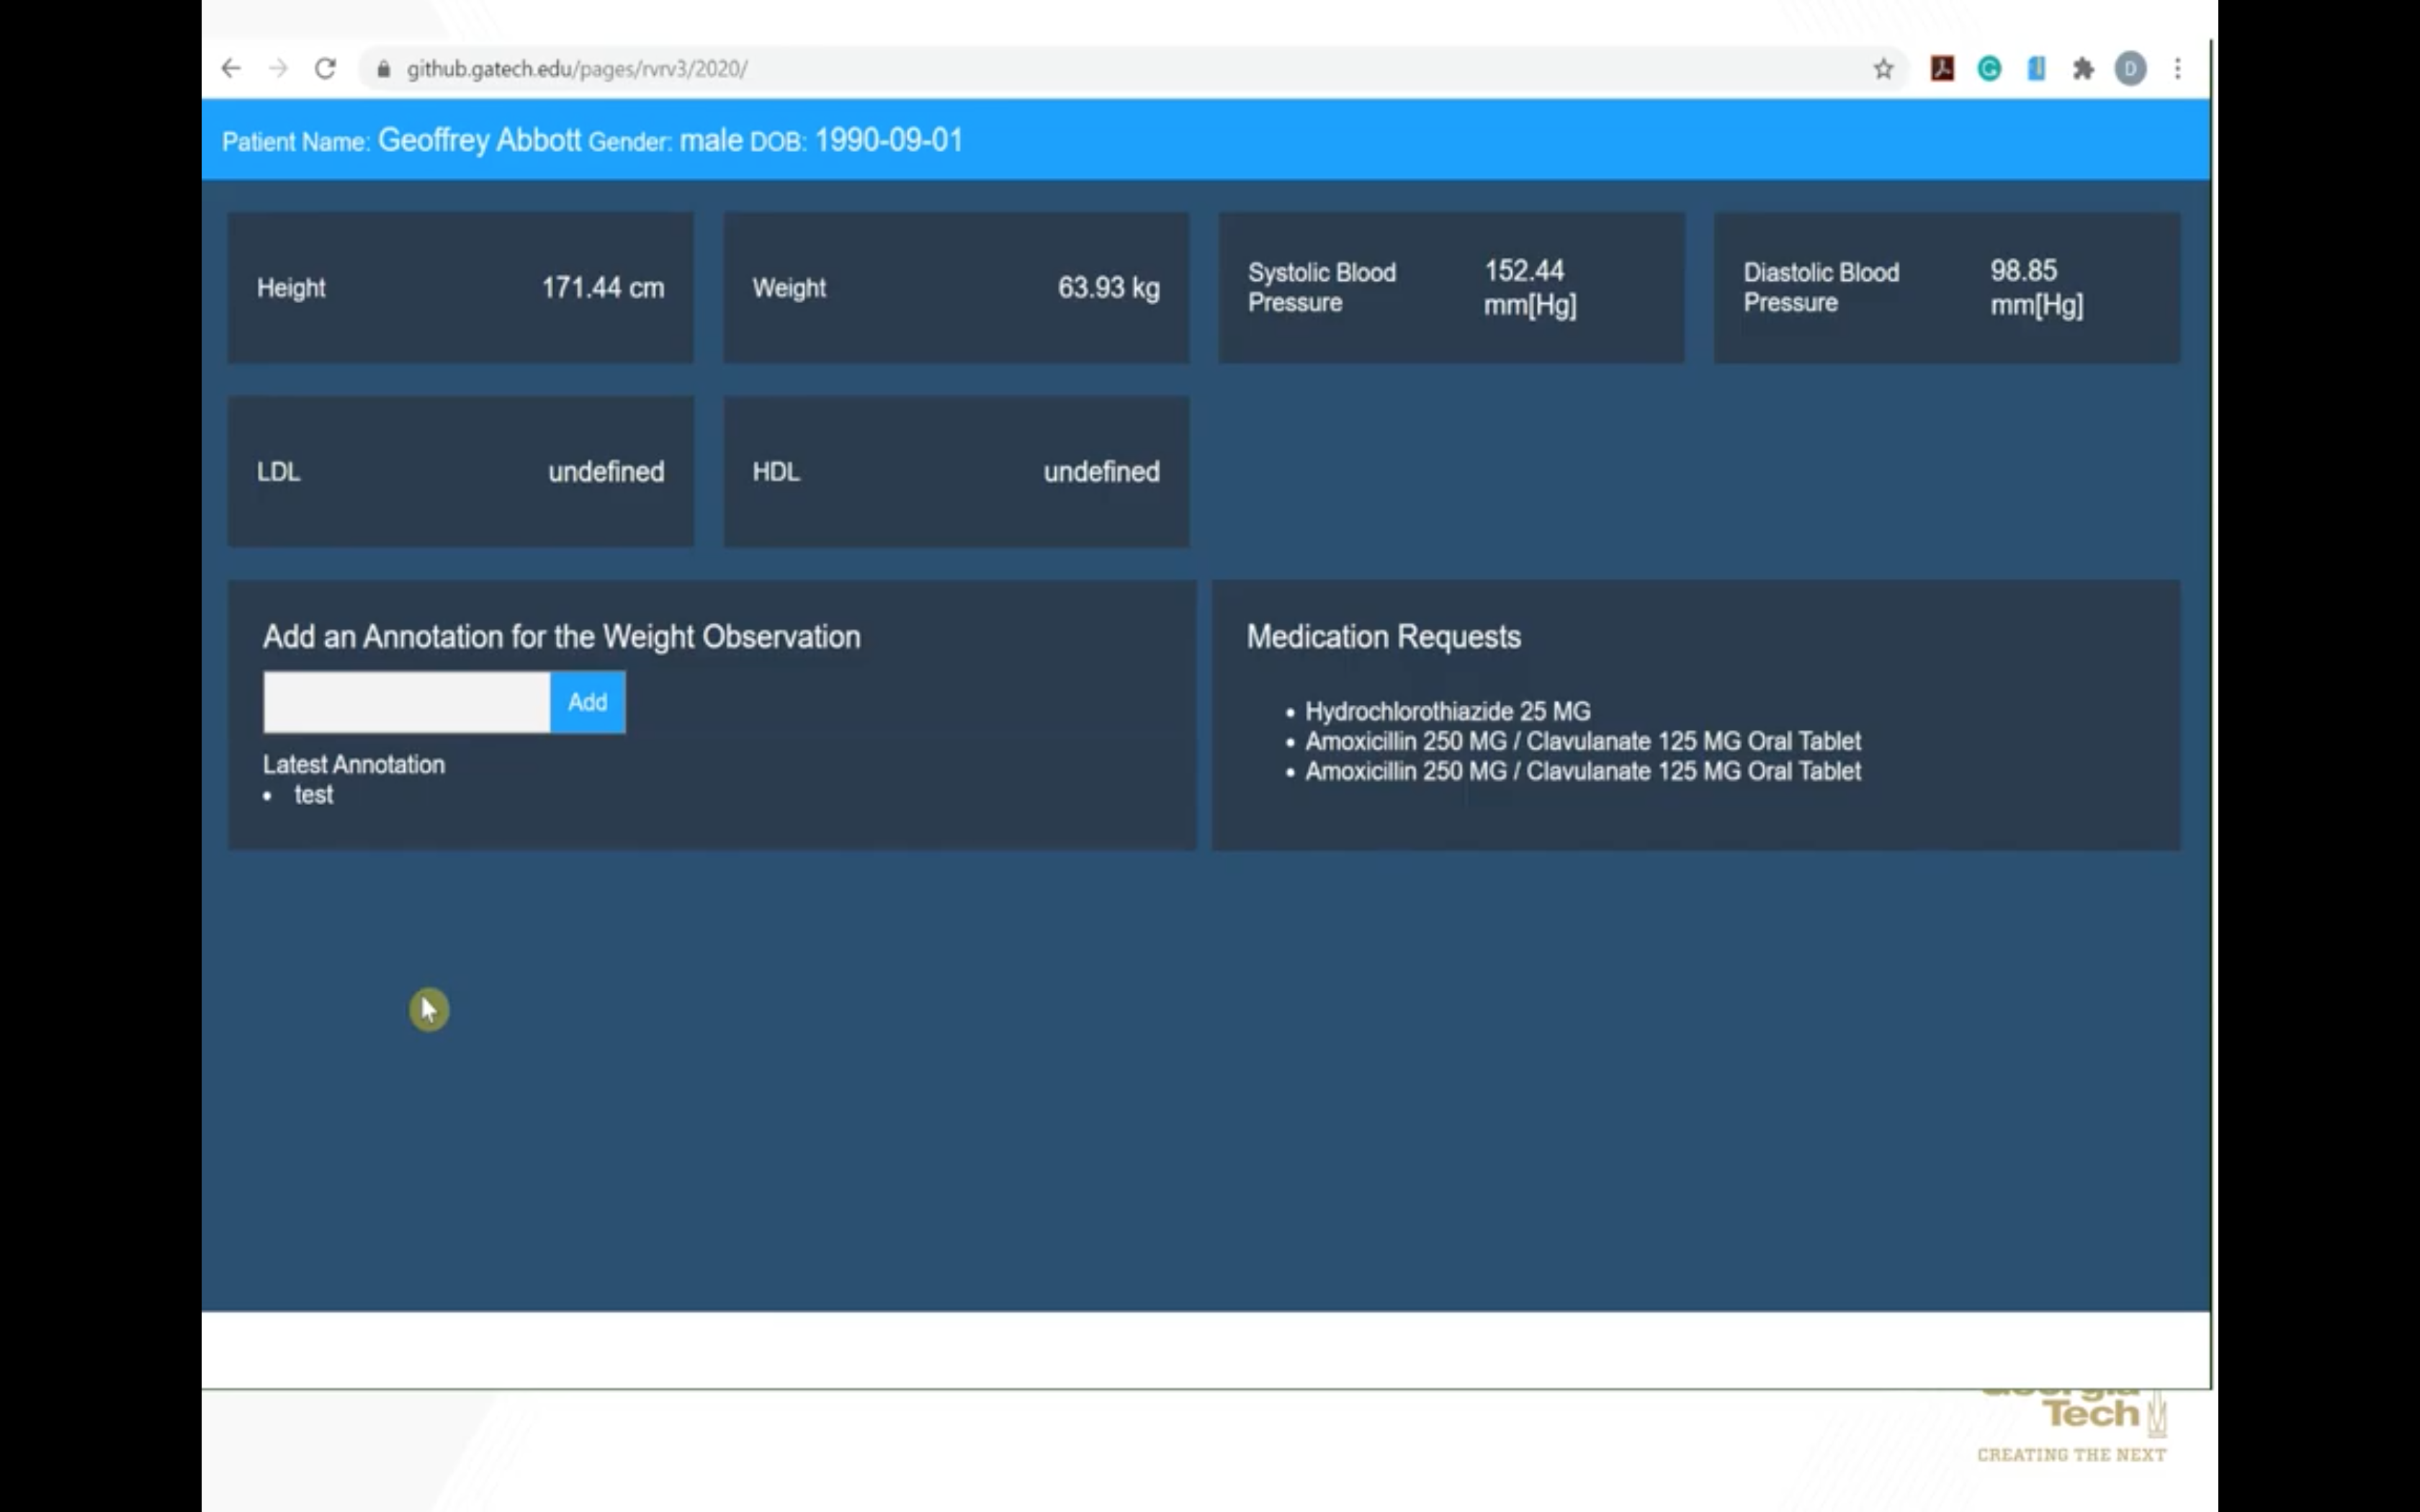 github.gatech.edu/pages/rvrv3/2020/
D
Patient Name: Geoffrey Abbott Gender: male DOB: 1990-09-01
Height 171.44 cm
Weight 63.93 kg
Systolic Blood
Pressure
152.44
mm[Hg]
Diastolic Blood
Pressure
98.85
mm[Hg]
LDL undefined
HDL undefined
Add an Annotation for the Weight Observation
Add
Latest Annotation
• test
Medication Requests
• Hydrochlorothiazide 25 MG
• Amoxicillin 250 MG / Clavulanate 125 MG Oral Tablet
• Amoxicillin 250 MG / Clavulanate 125 MG Oral Tablet
Georgia
Tech
CREATING THE NEXT